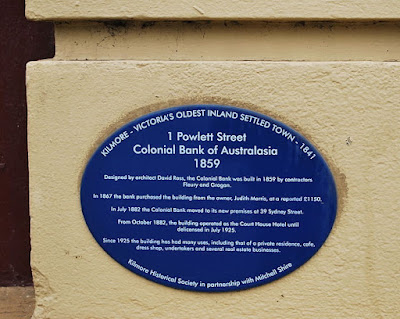 KILMORE - VICTORIA'S OLDEST INLAND SETTLED TOWN - 1841
1 Powlett Street
Colonial Bank of Australasia
1859
Designed by architect David Ross, the Colonial Bank was built in 1859 by contractors
Fleury and Grogan.
In 1867 the bank purchased the building from the owner, Judith Morris, at a reported £1150.
In July 1882 the Colonial Bank moved to its new premises at 39 Sydney Street.
From October 1882, the building operated as the Court House Hotel until
delicensed in July 1925.
Since 1925 the building has had many uses, including that of a private residence, cafe,
dress shop, undertakers and several real estate businesses.
Kilmore Historical Society in partnership with Mitchell Shire